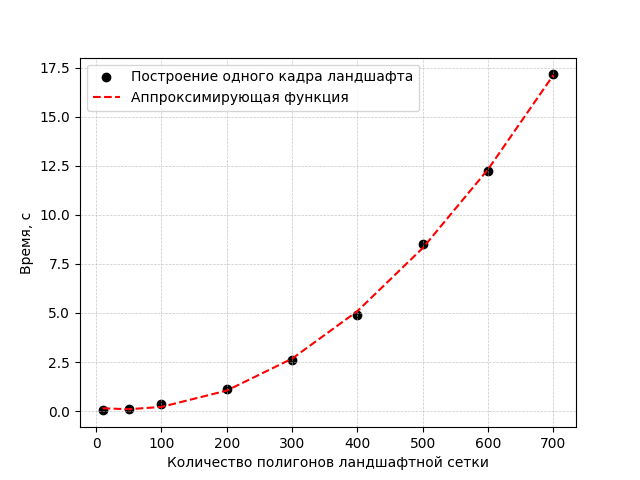 Построение одного кадра ландшафта
Аппроксимирующая функция
17.5
15.0
12.5
10.0
7.5
5.0
2.5
0.0
Время, с
0 100 200 300 400 500 600 700
Количество полигонов ландшафтной сетки